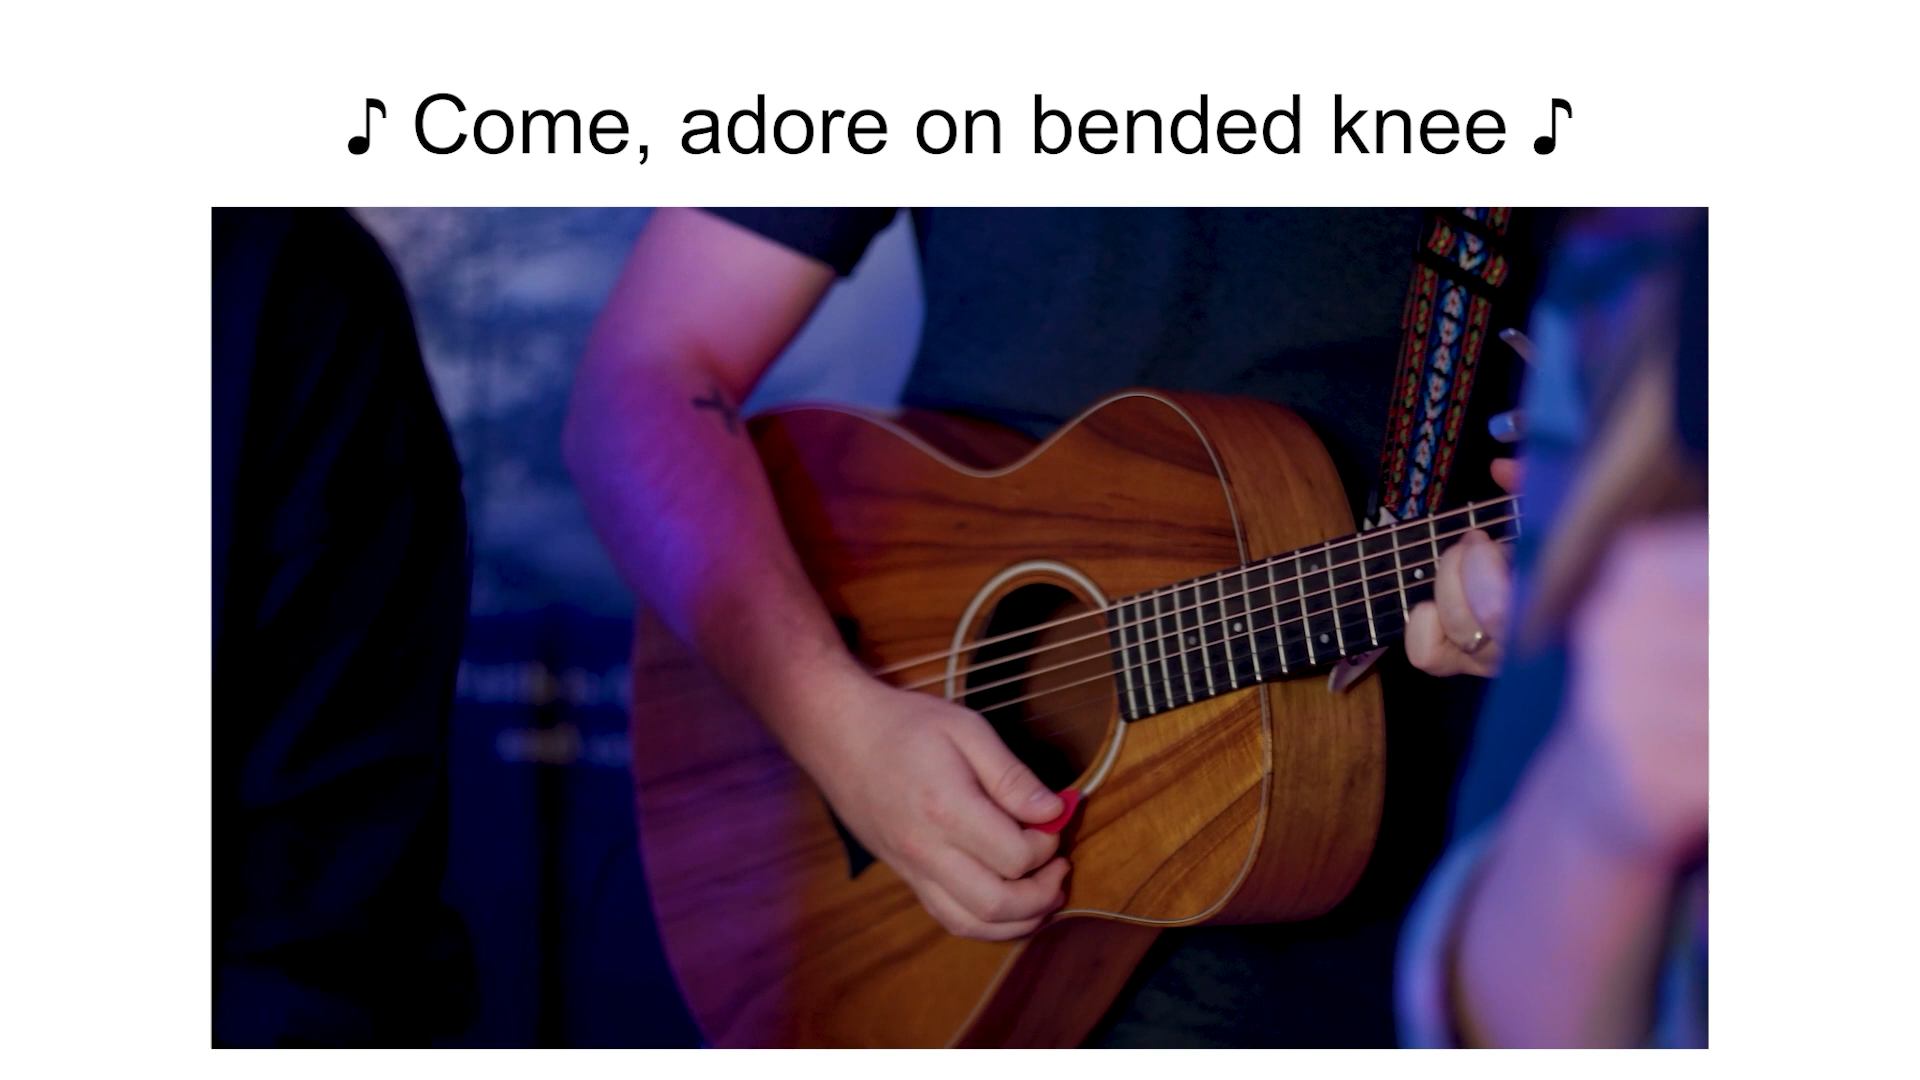 ♪ Come, adore on bended knee ♪